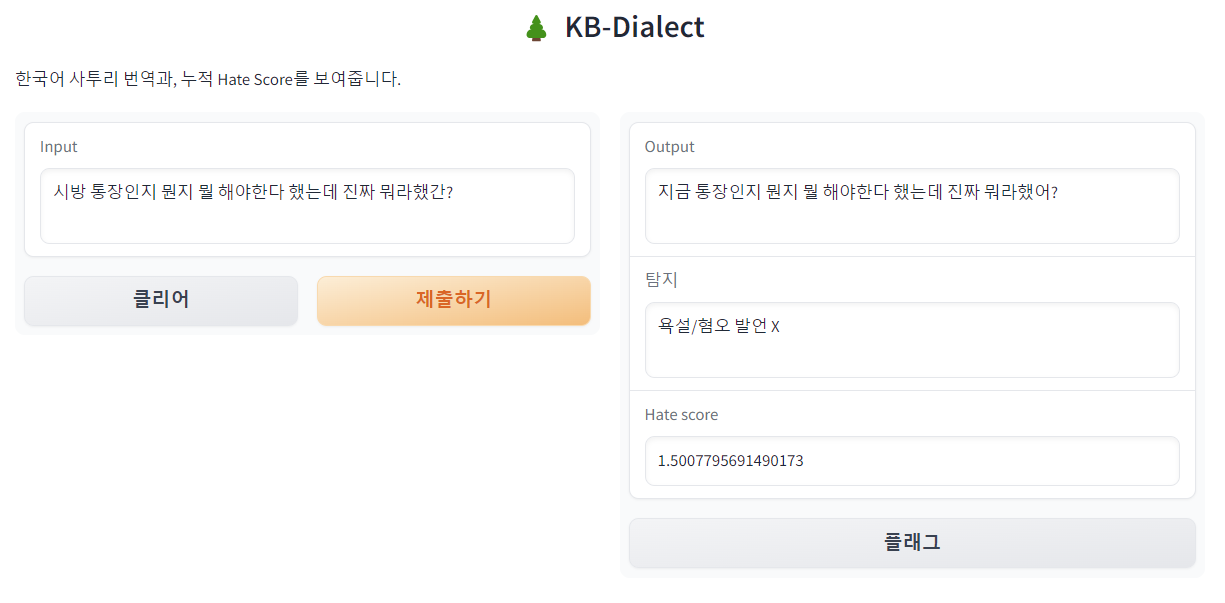 🌲 KB-Dialect
한국어 사투리 번역과, 누적 Hate Score를 보여줍니다.
Input
시방 통장인지 뭔지 뭘 해야한다 했는데 진짜 뭐라했간?
클리어
제출하기
Output
지금 통장인지 뭔지 뭘 해야한다 했는데 진짜 뭐라했어?
탐지
욕설/혐오 발언 X
Hate score
1.5007795691490173
플래그